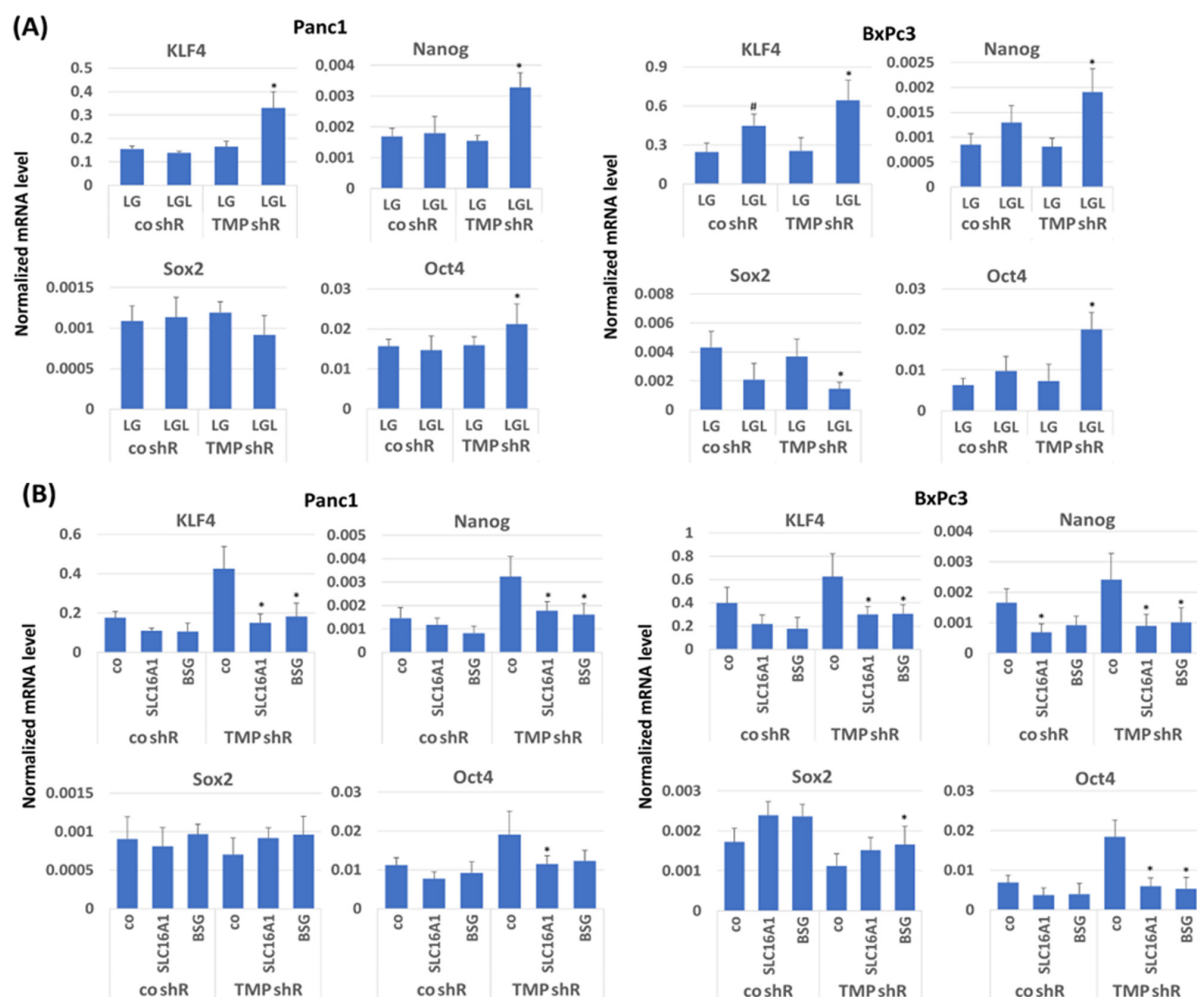 (A)
Panc1
BxPc3
Normalized mRNA level
KLF4
0.5
0.4
0.3
0.2
0.1
0
*
LG LGL LG LGL
co shR TMP shR
Nanog
0.004
0.003
0.002
0.001
0
*
LG LGL LG LGL
co shR TMP shR
Sox2
0.0015
0.001
0.0005
0
LG LGL LG LGL
co shR TMP shR
Oct4
0.03
0.02
0.01
0
*
LG LGL LG LGL
co shR TMP shR
Normalized mRNA level
KLF4
0.9
0.6
0.3
0
#
*
LG LGL LG LGL
co shR TMP shR
Nanog
0.0025
0.002
0.0015
0.001
0.0005
0
*
LG LGL LG LGL
co shR TMP shR
Sox2
0.008
0.006
0.004
0.002
0
*
LG LGL LG LGL
co shR TMP shR
Oct4
0.03
0.02
0.01
0
*
LG LGL LG LGL
co shR TMP shR
(B)
Panc1
BxPc3
Normalized mRNA level
KLF4
0.6
0.4
0.2
0
* *
co SLC16A1 BSG co SLC16A1 BSG
co shR TMP shR
Nanog
0.005
0.004
0.003
0.002
0.001
0
* *
co SLC16A1 BSG co SLC16A1 BSG
co shR TMP shR
Sox2
0.0015
0.001
0.0005
0
co SLC16A1 BSG co SLC16A1 BSG
co shR TMP shR
Oct4
0.03
0.02
0.01
0
*
co SLC16A1 BSG co SLC16A1 BSG
co shR TMP shR
Normalized mRNA level
KLF4
1
0.8
0.6
0.4
0.2
0
* *
co SLC16A1 BSG co SLC16A1 BSG
co shR TMP shR
Nanog
0.004
0.003
0.002
0.001
0
* * *
co SLC16A1 BSG co SLC16A1 BSG
co shR TMP shR
Sox2
0.003
0.002
0.001
0
*
co SLC16A1 BSG co SLC16A1 BSG
co shR TMP shR
Oct4
0.03
0.02
0.01
0
* *
co SLC16A1 BSG co SLC16A1 BSG
co shR TMP shR